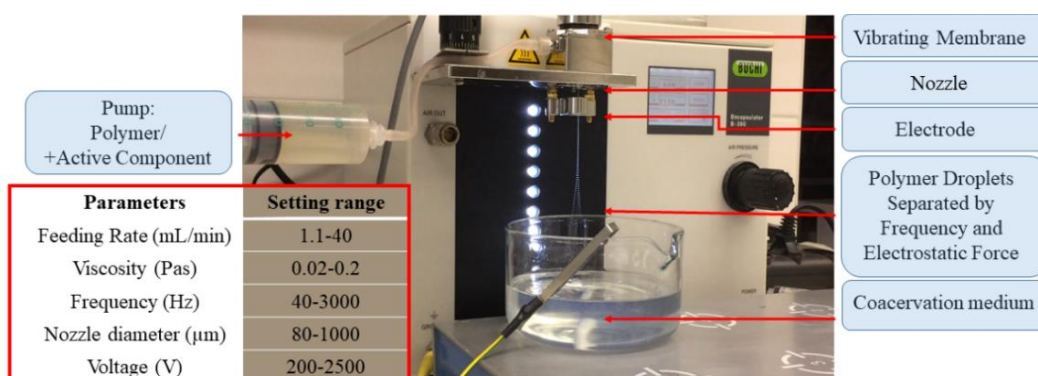 Pump:
Polymer/
+Active Component
Parameters Setting range
Feeding Rate (mL/min) 1.1-40
Viscosity (Pas) 0.02-0.2
Frequency (Hz) 40-3000
Nozzle diameter (µm) 80-1000
Voltage (V) 200-2500
AIR OUT
BUCHI
Encapsulator
B-390
AIR PRESSURE
POWER
Vibrating Membrane
Nozzle
Electrode
Polymer Droplets
Separated by
Frequency and
Electrostatic Force
Coacervation medium